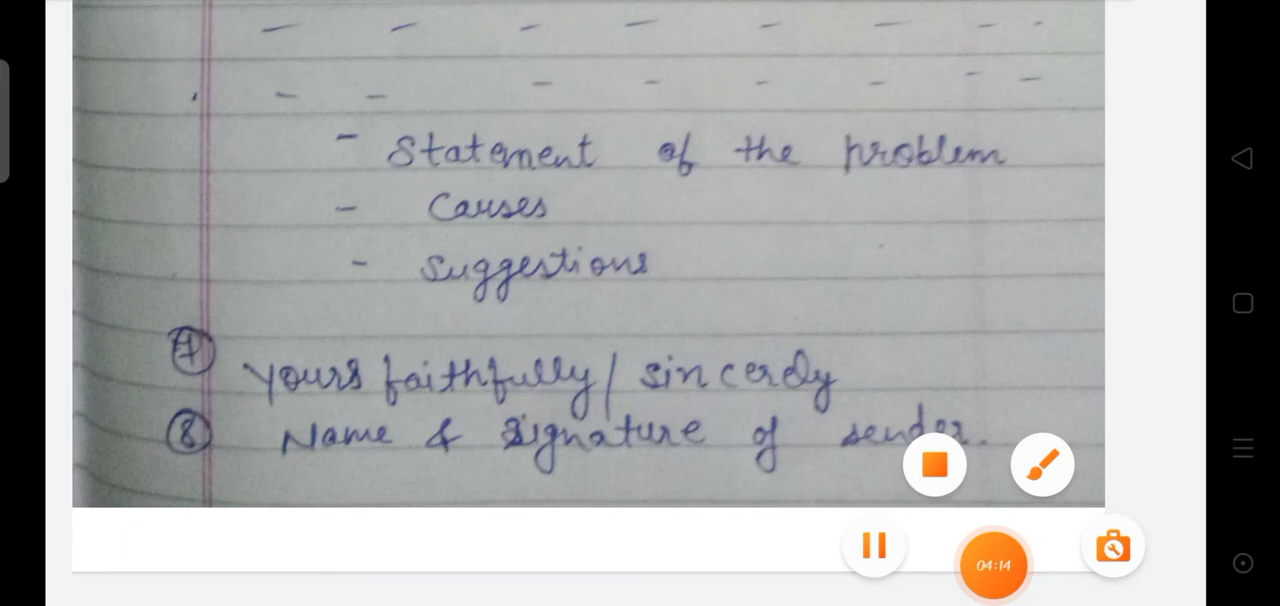 - Statement of the problem
- Causes
- Suggestions
⑦ Yours faithfully/ sincerely
⑧ Name & Signature of sender.
04:14